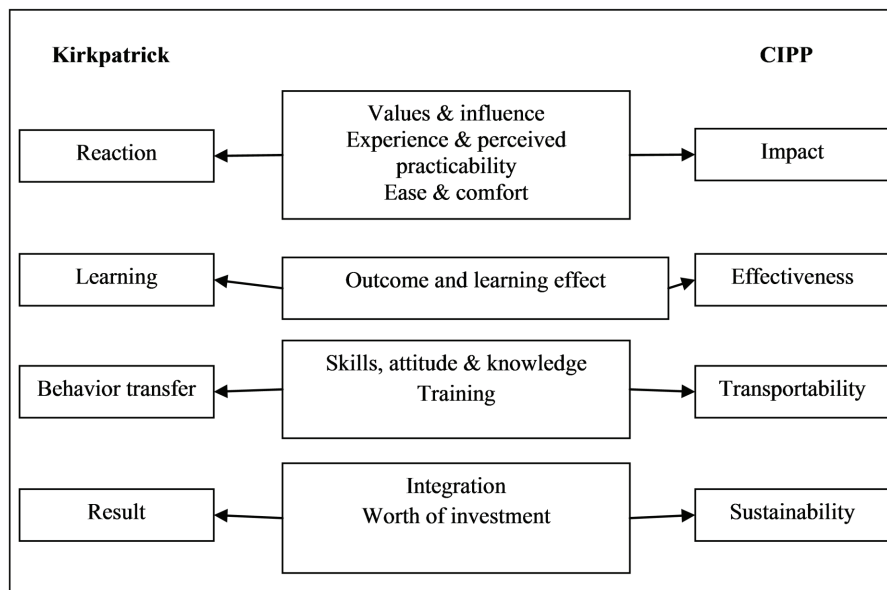 Kirkpatrick
CIPP
Values & influence
Experience & perceived
practicability
Ease & comfort
Reaction
Impact
Learning
Outcome and learning effect
Effectiveness
Skills, attitude & knowledge
Training
Behavior transfer
Transportability
Integration
Worth of investment
Result
Sustainability